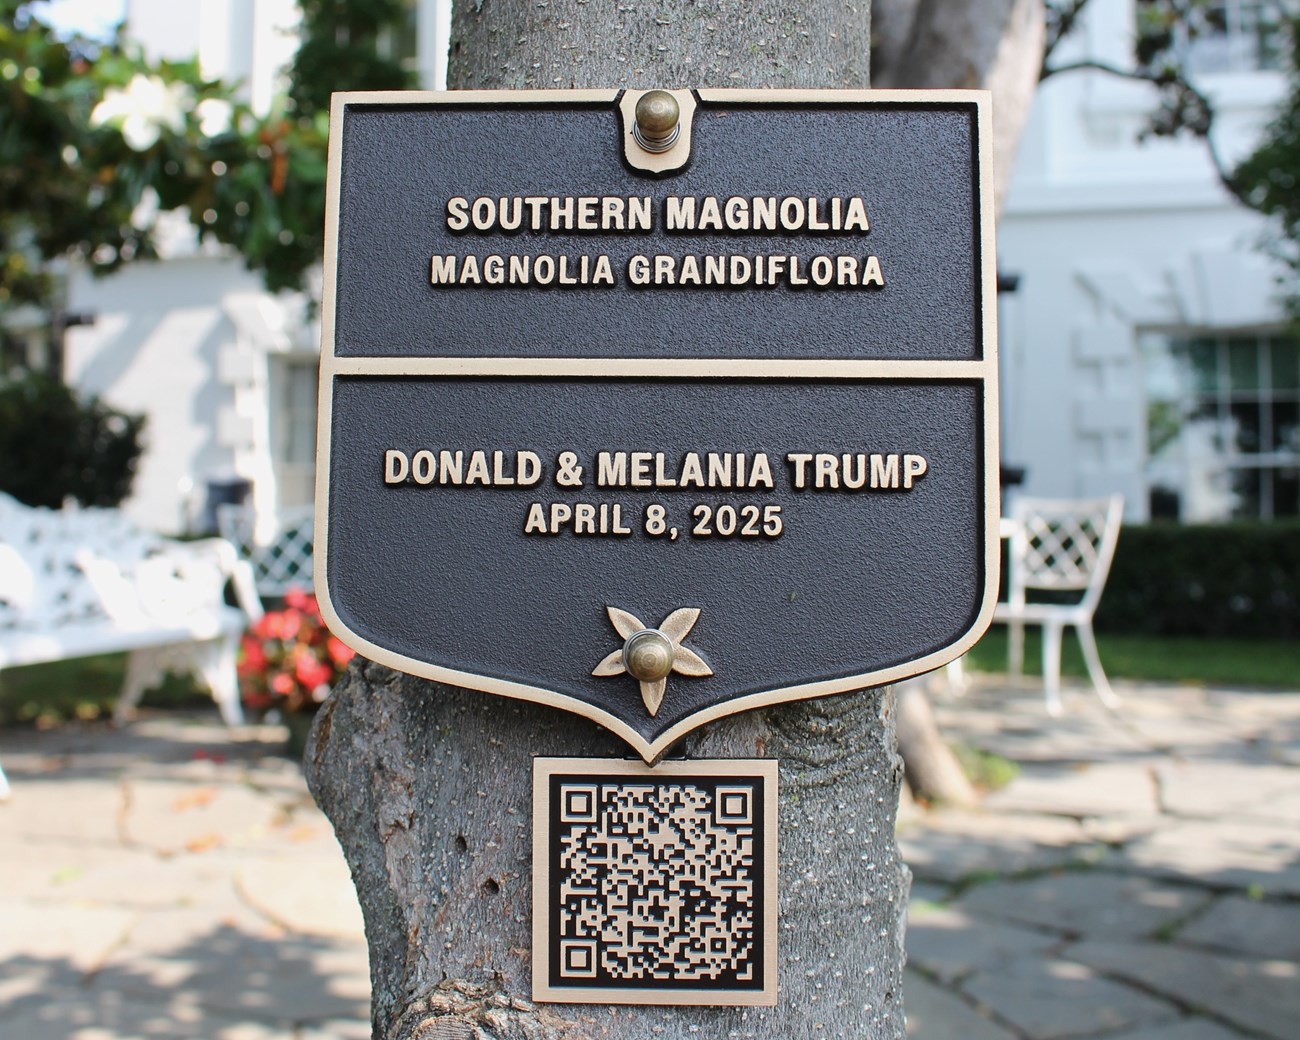 SOUTHERN MAGNOLIA
MAGNOLIA GRANDIFLORA
DONALD & MELANIA TRUMP
APRIL 8, 2025